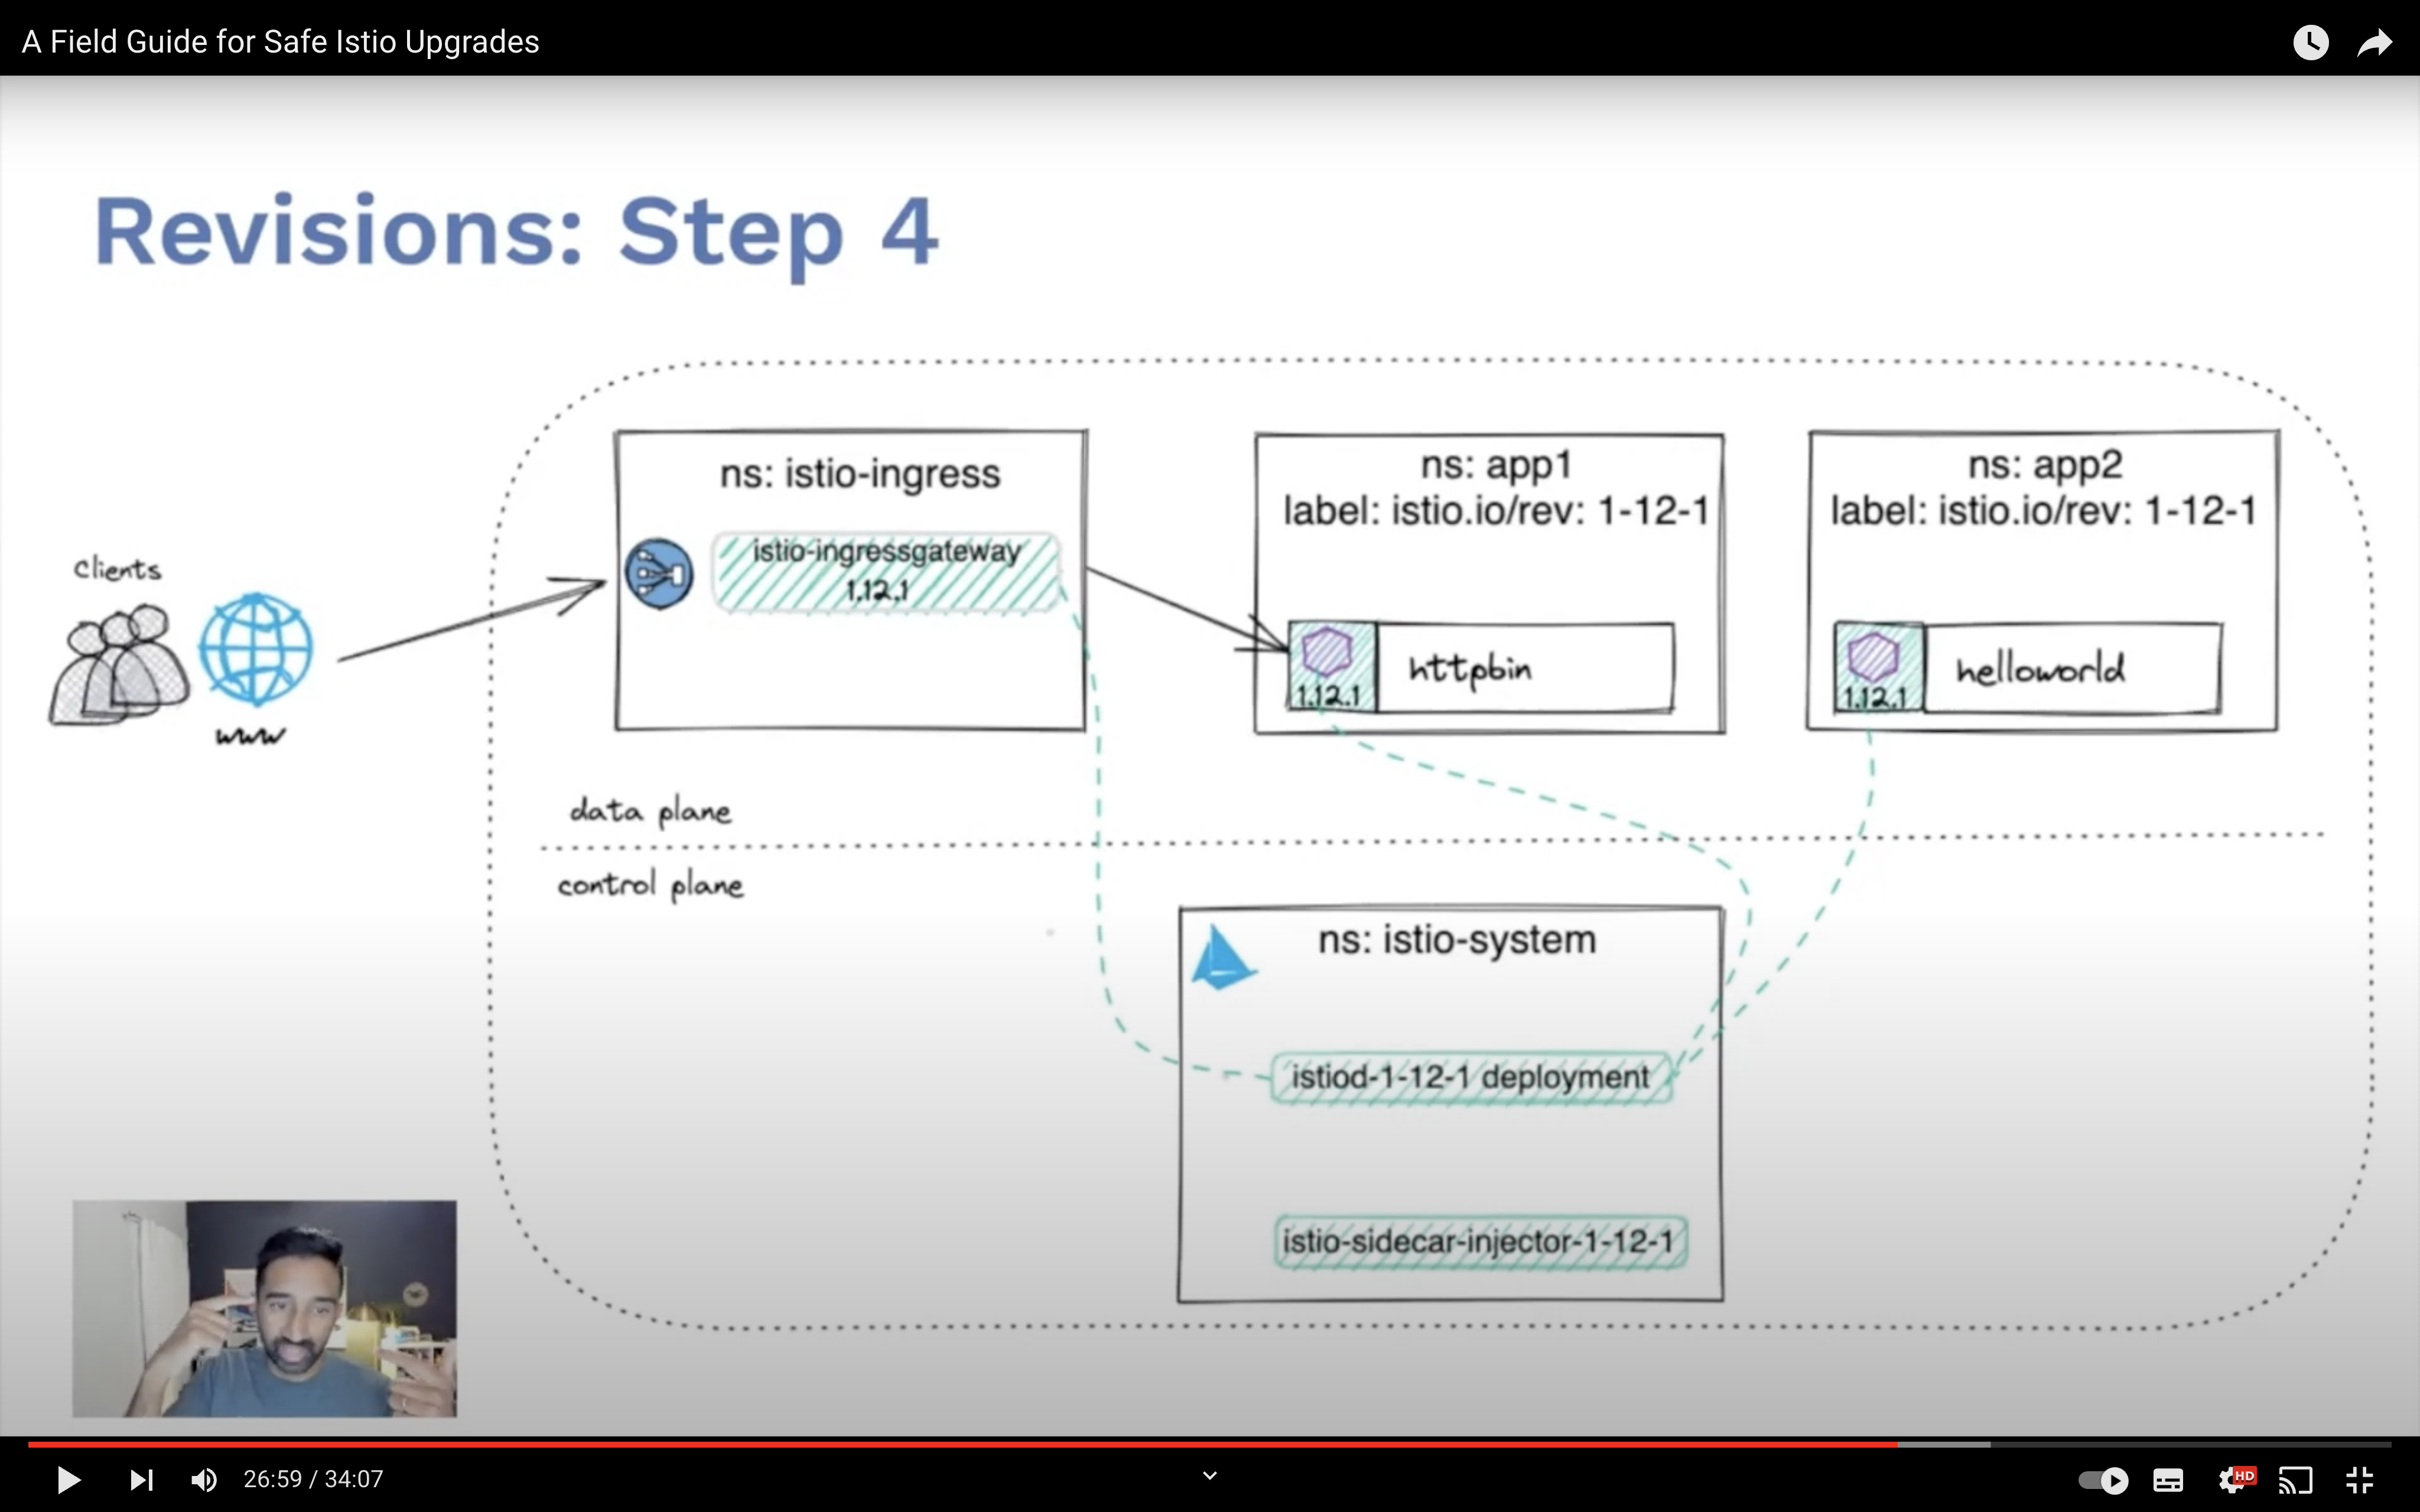 A Field Guide for Safe Istio Upgrades
Revisions: Step 4
Clients
www
ns: istio-ingress
istio-ingressgateway
1.12.1
ns: app1
label: istio.io/rev: 1-12-1
1.12.1
httpbin
ns: app2
label: istio.io/rev: 1-12-1
1.12.1
helloworld
data plane
control plane
ns: istio-system
istiod-1-12-1 deployment
istio-sidecar-injector-1-12-1
26:59 / 34:07
HD